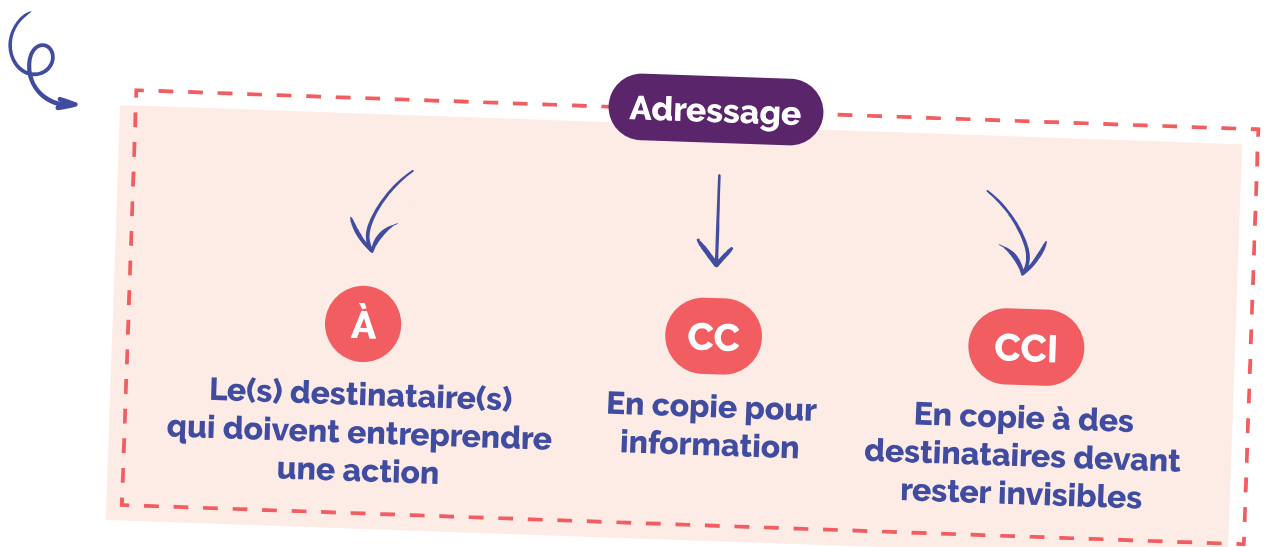 Adressage
À
Le(s) destinataire(s)
qui doivent entreprendre
une action
CC
En copie pour
information
CCI
En copie à des
destinataires devant
rester invisibles